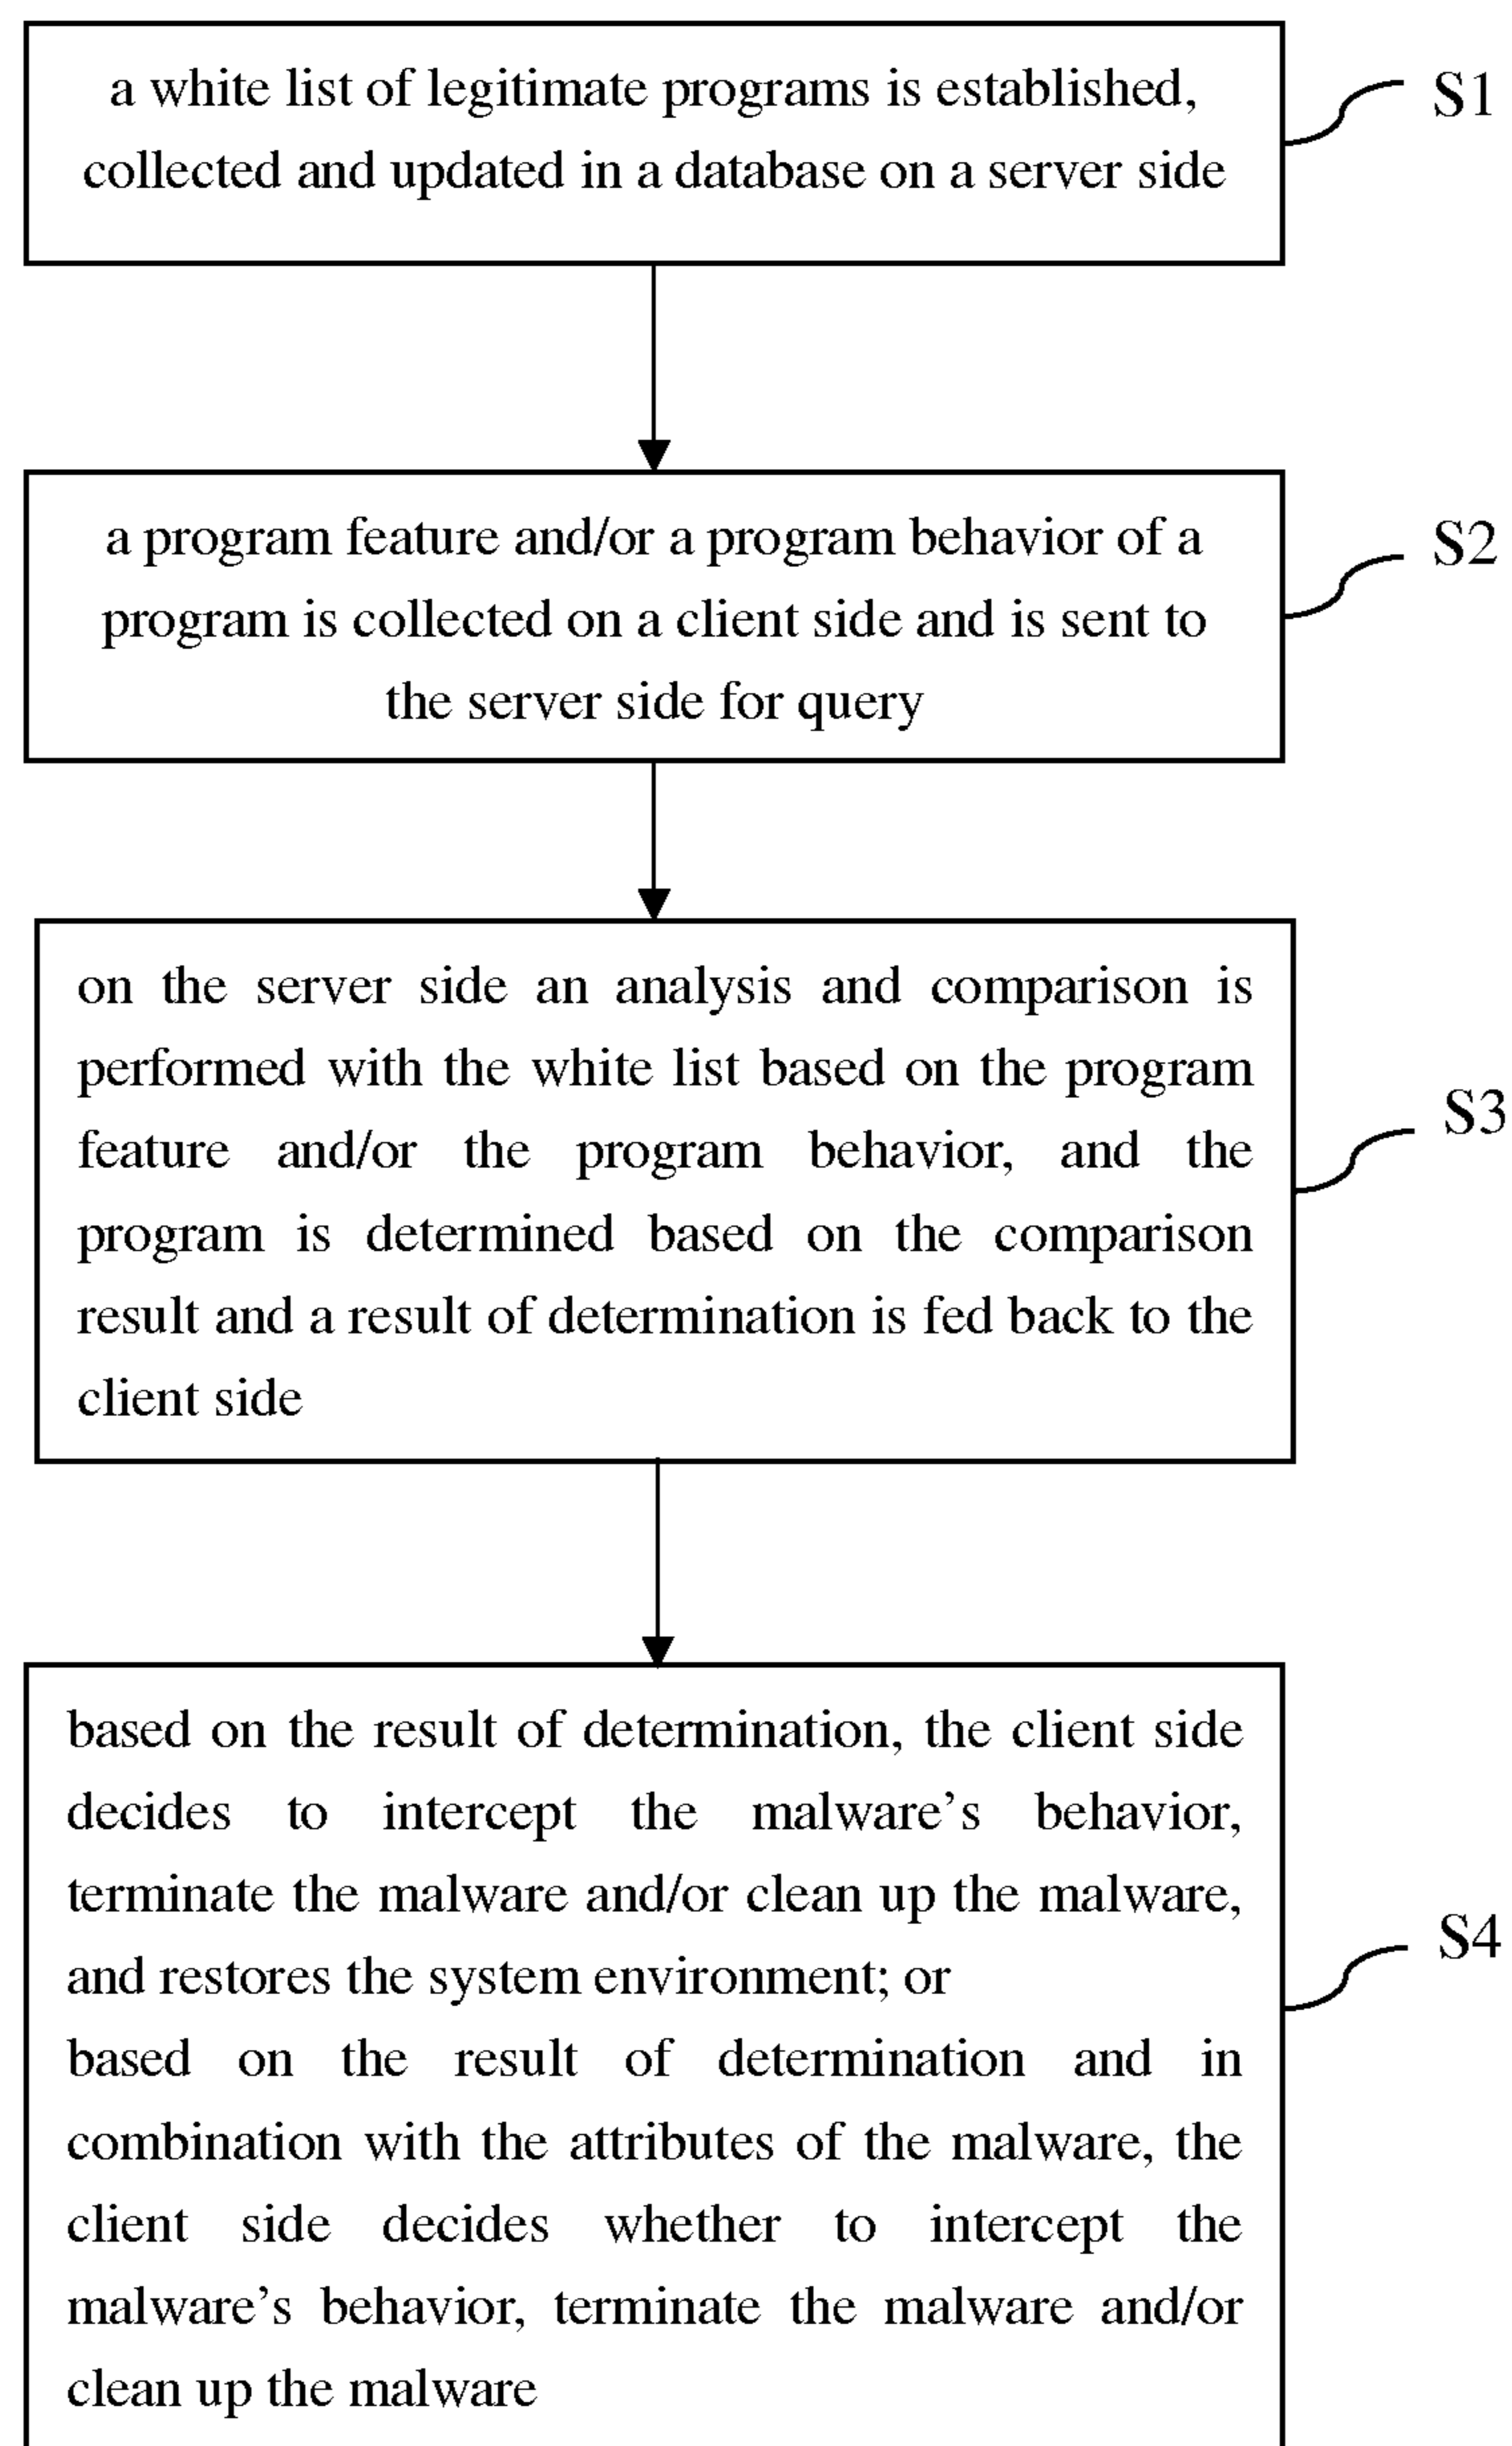 a white list of legitimate programs is established,
collected and updated in a database on a server side
S1
a program feature and/or a program behavior of a
program is collected on a client side and is sent to
the server side for query
S2
on the server side an analysis and comparison is
performed with the white list based on the program
feature and/or the program behavior, and the
program is determined based on the comparison
result and a result of determination is fed back to the
client side
S3
based on the result of determination, the client side
decides to intercept the malware’s behavior,
terminate the malware and/or clean up the malware,
and restores the system environment; or
based on the result of determination and in
combination with the attributes of the malware, the
client side decides whether to intercept the
malware’s behavior, terminate the malware and/or
clean up the malware
S4